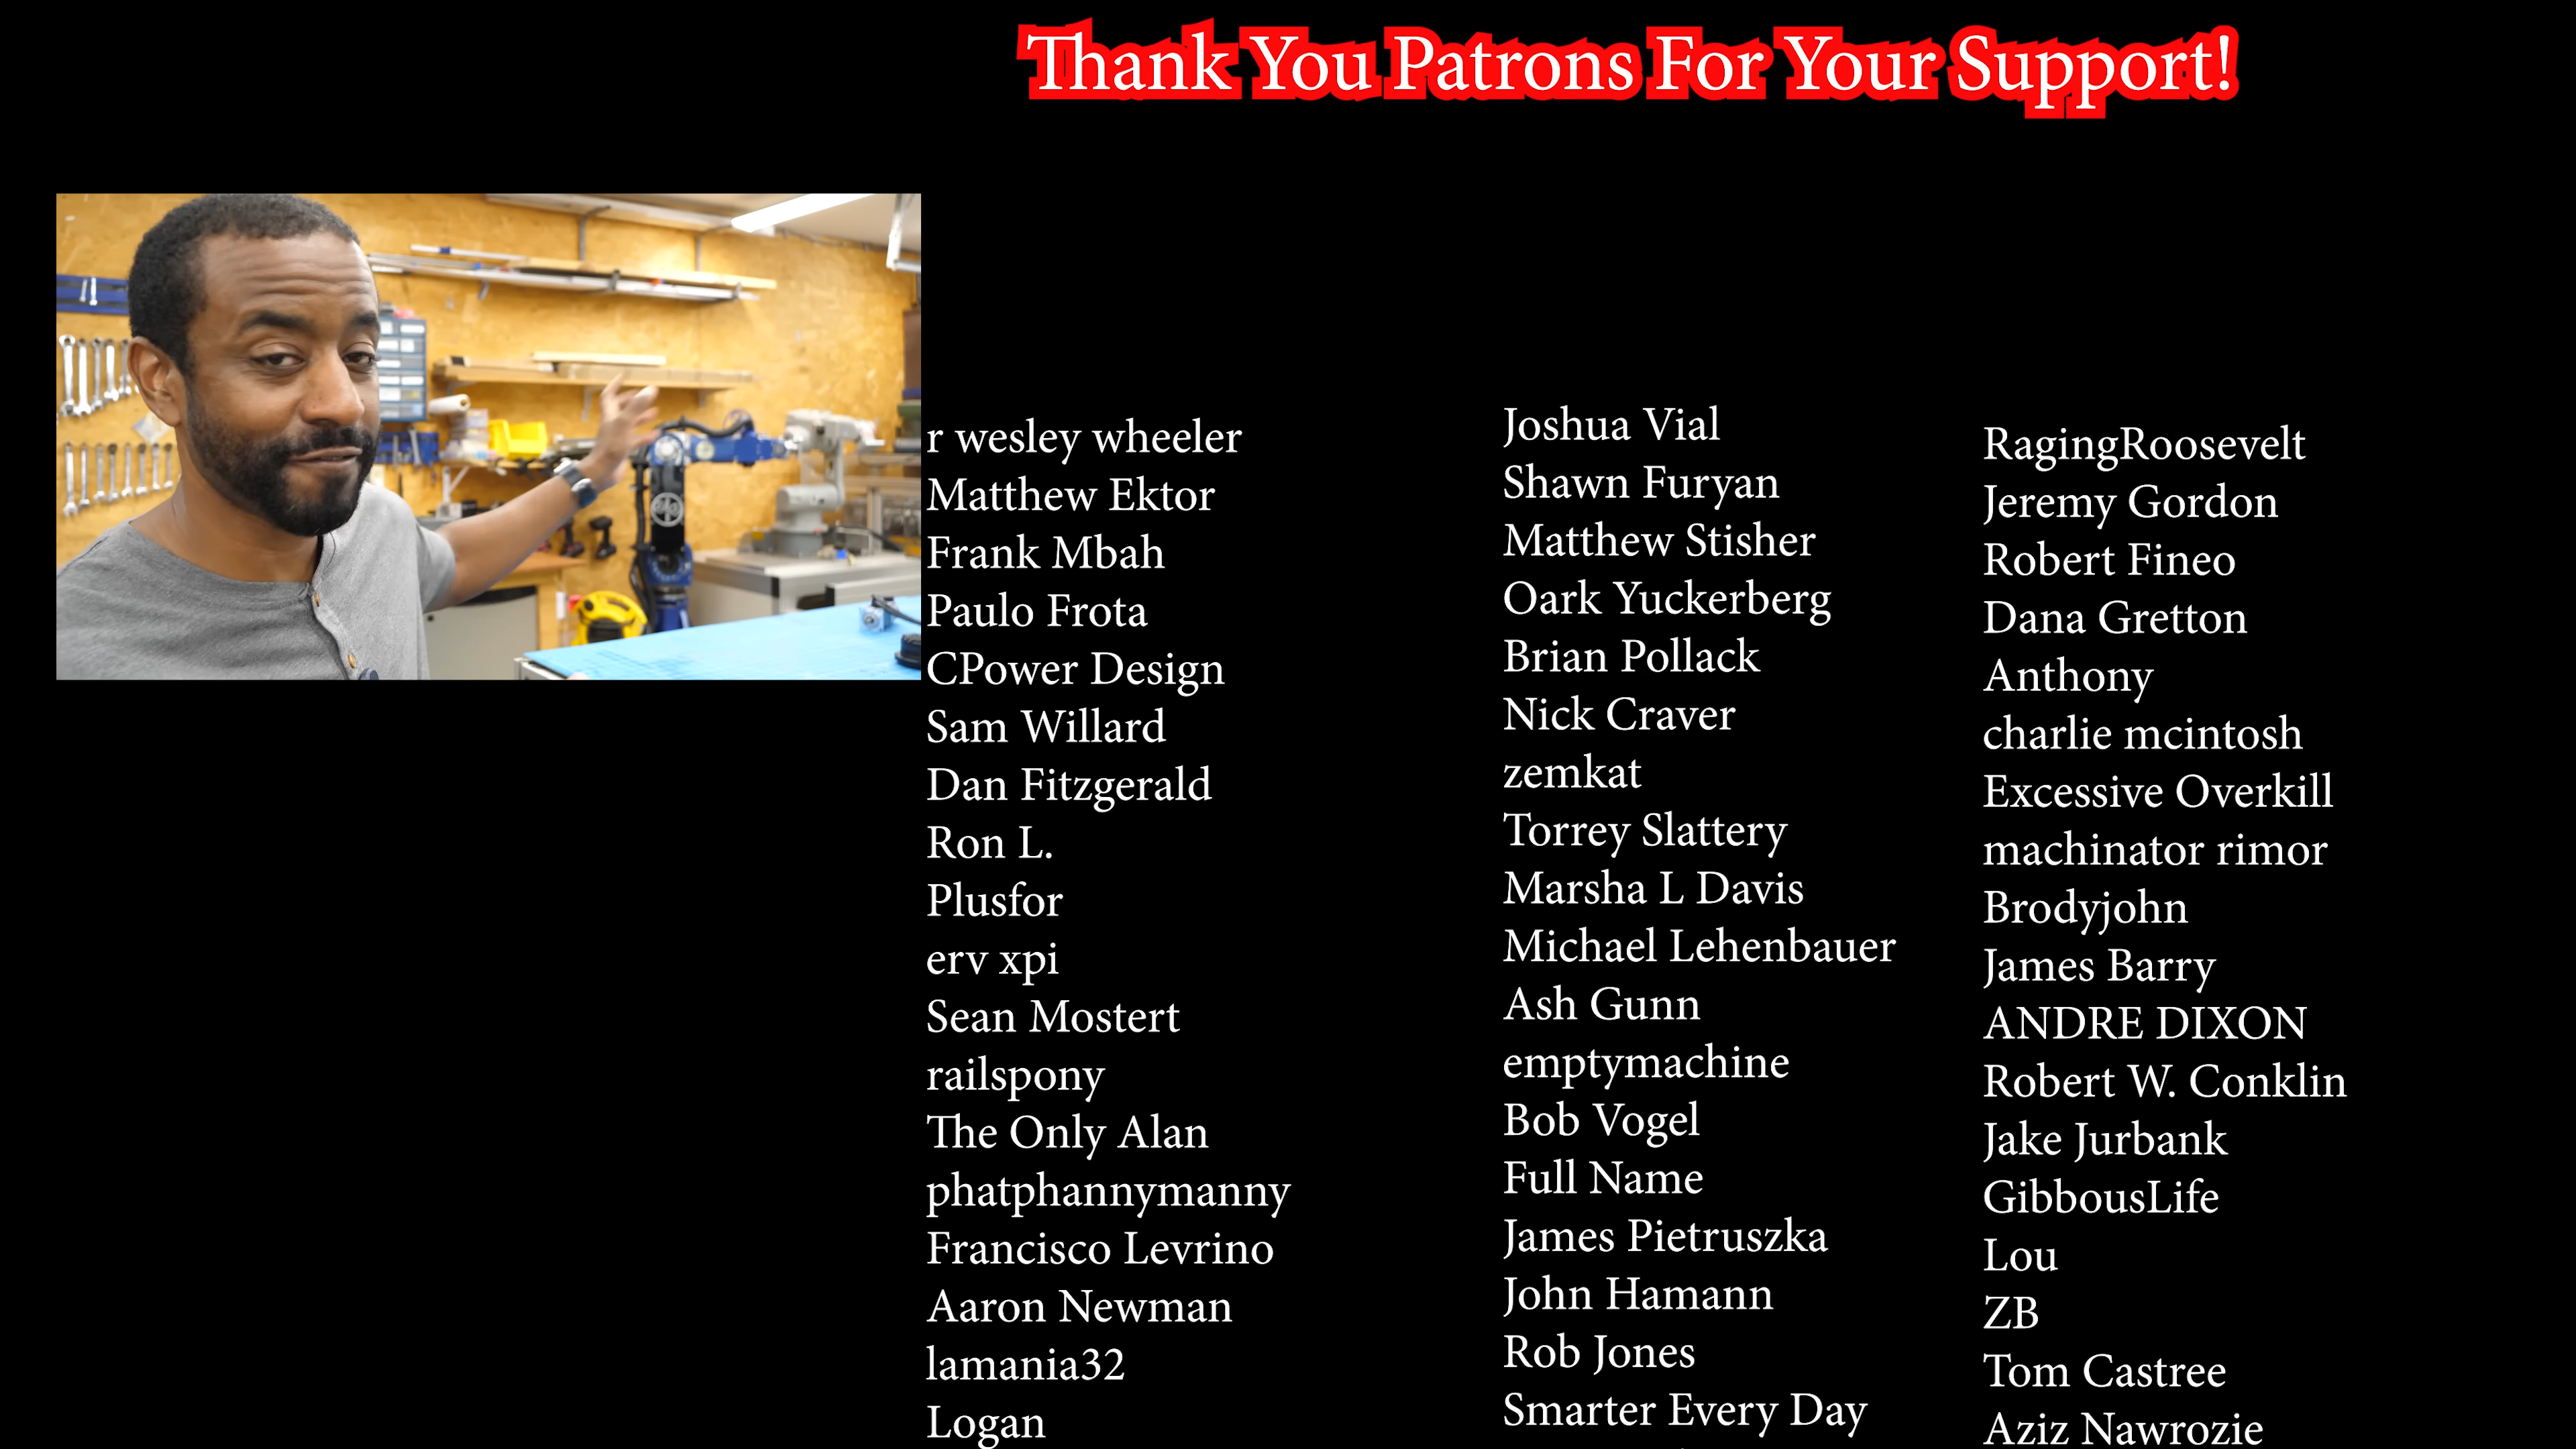 Thank You Patrons For Your Support!
r wesley wheeler
Matthew Ektor
Frank Mbah
Paulo Frota
CPower Design
Sam Willard
Dan Fitzgerald
Ron L.
Plusfor
erv xpi
Sean Mostert
railspony
The Only Alan
phatphannymanny
Francisco Levrino
Aaron Newman
lamania32
Logan
Joshua Vial
Shawn Furyan
Matthew Stisher
Oark Yuckerberg
Brian Pollack
Nick Craver
zemkat
Torrey Slattery
Marsha L Davis
Michael Lehenbauer
Ash Gunn
emptymachine
Bob Vogel
Full Name
James Pietruszka
John Hamann
Rob Jones
Smarter Every Day
RagingRoosevelt
Jeremy Gordon
Robert Fineo
Dana Gretton
Anthony
charlie mcintosh
Excessive Overkill
machinator rimor
Brodyjohn
James Barry
ANDRE DIXON
Robert W. Conklin
Jake Jurbank
GibbousLife
Lou
ZB
Tom Castree
Aziz Nawrozie